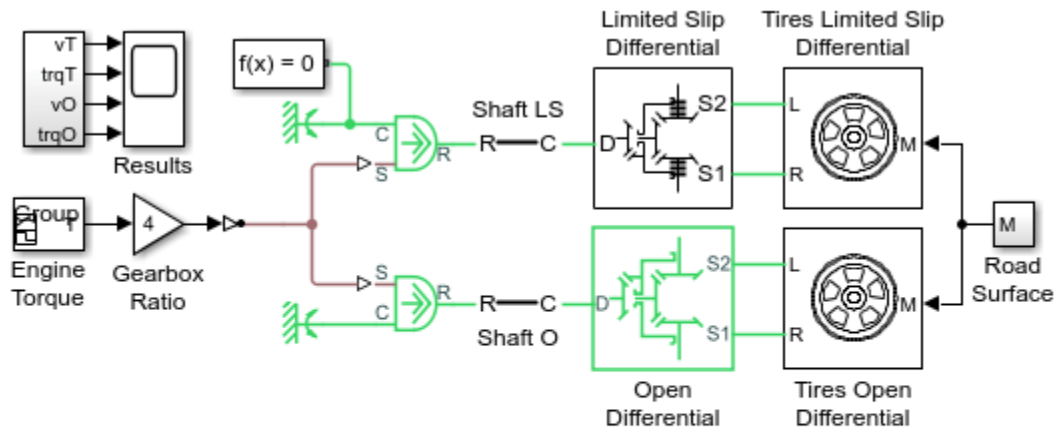 vT
trqT
vO
trqO
Results
f(x) = 0
C
S
R
Shaft LS
R
C
Limited Slip
Differential
D
S2
S1
Tires Limited Slip
Differential
L
R
M
Group
1
Engine
Torque
4
Gearbox
Ratio
S
C
R
R
C
Shaft O
D
S2
S1
Open
Differential
L
R
M
Tires Open
Differential
M
Road
Surface